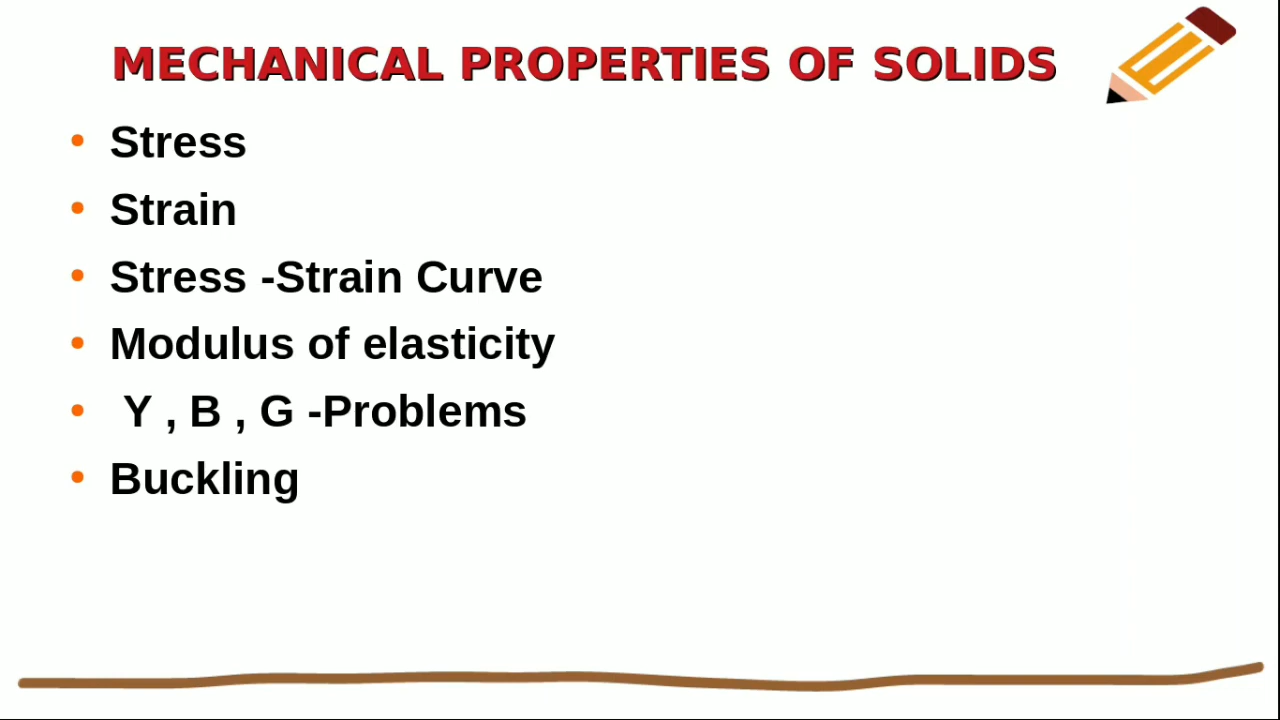 MECHANICAL PROPERTIES OF SOLIDS
• Stress
• Strain
• Stress -Strain Curve
• Modulus of elasticity
• Y , B , G -Problems
• Buckling